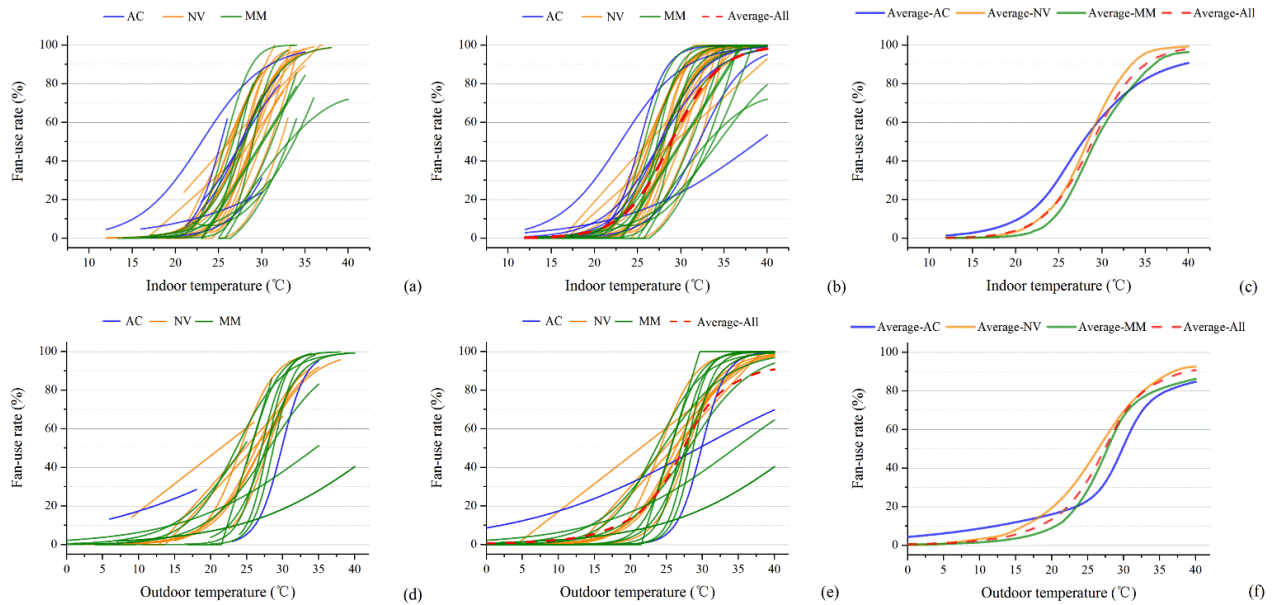 AC NV MM
100
80
60
40
20
0
Fan-use rate (%)
10 15 20 25 30 35 40
Indoor temperature (℃)
(a)
AC NV MM Average-All
100
80
60
40
20
0
Fan-use rate (%)
10 15 20 25 30 35 40
Indoor temperature (℃)
(b)
Average-AC Average-NV Average-MM Average-All
100
80
60
40
20
0
Fan-use rate (%)
10 15 20 25 30 35 40
Indoor temperature (℃)
(c)
AC NV MM
100
80
60
40
20
0
Fan-use rate (%)
0 5 10 15 20 25 30 35 40
Outdoor temperature (℃)
(d)
AC NV MM Average-All
100
80
60
40
20
0
Fan-use rate (%)
0 5 10 15 20 25 30 35 40
Outdoor temperature (℃)
(e)
Average-AC Average-NV Average-MM Average-All
100
80
60
40
20
0
Fan-use rate (%)
0 5 10 15 20 25 30 35 40
Outdoor temperature (℃)
(f)